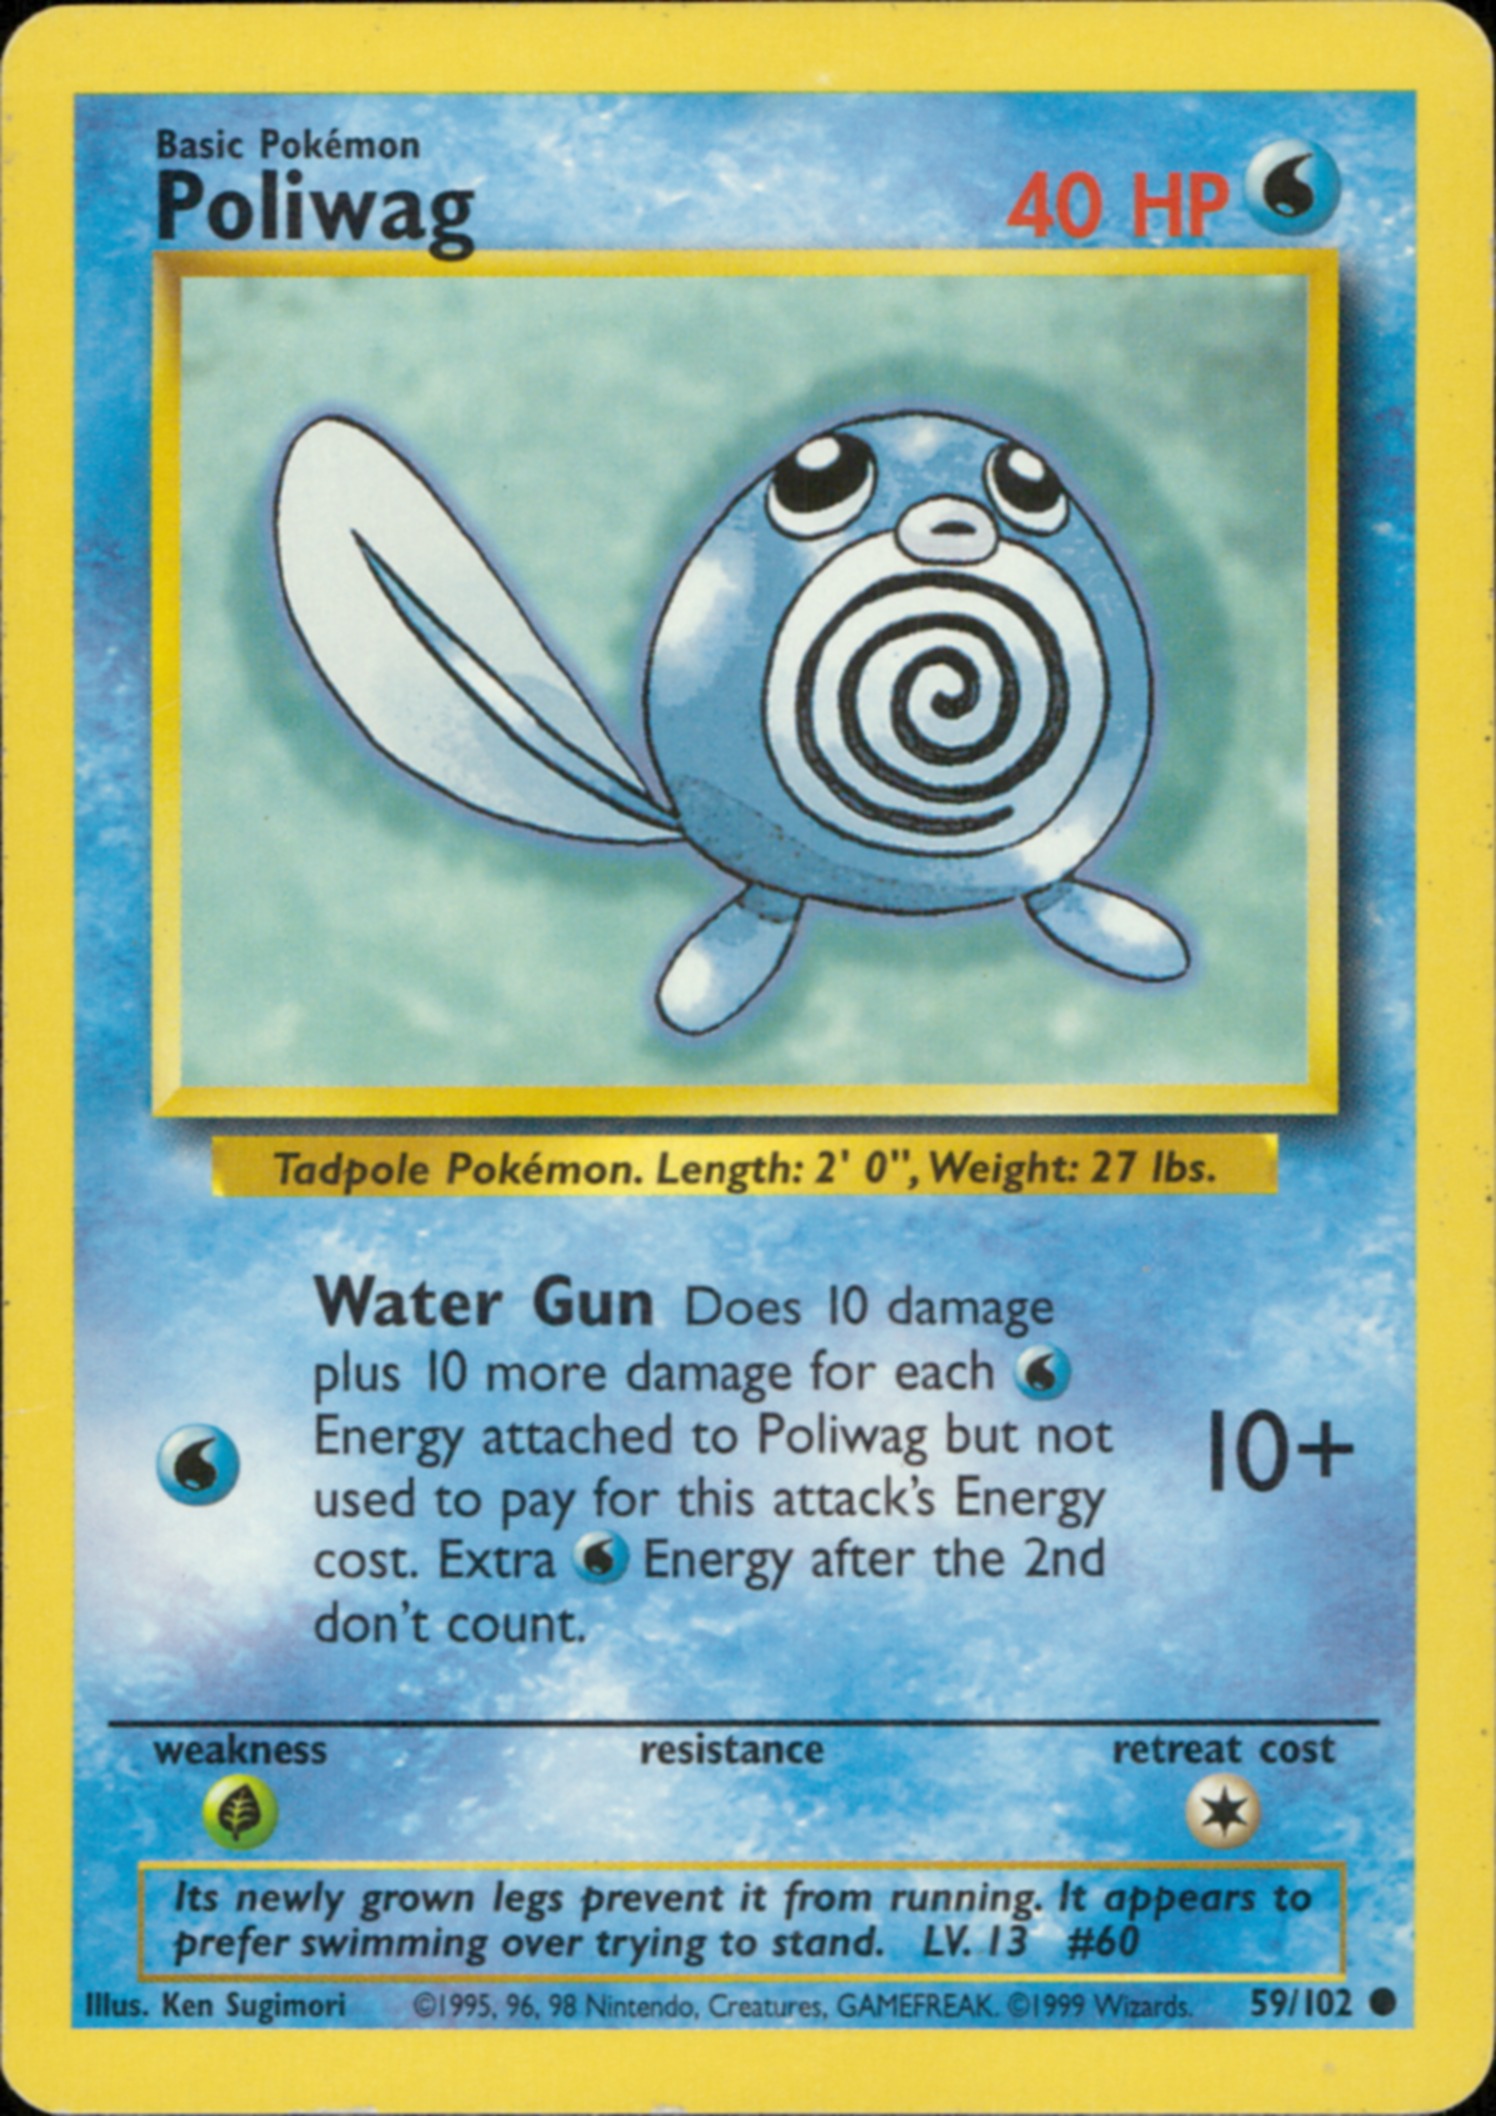 Basic Pokémon
Poliwag
40 HP
Tadpole Pokémon. Length: 2' 0", Weight: 27 lbs.
Water Gun Does 10 damage
plus 10 more damage for each
Energy attached to Poliwag but not
used to pay for this attack's Energy
cost. Extra Energy after the 2nd
don't count.
10+
weakness
resistance
retreat cost
Its newly grown legs prevent it from running. It appears to
prefer swimming over trying to stand. LV. 13 #60
Illus. Ken Sugimori
©1995, 96, 98 Nintendo, Creatures, GAMEFREAK. ©1999 Wizards.
59/102